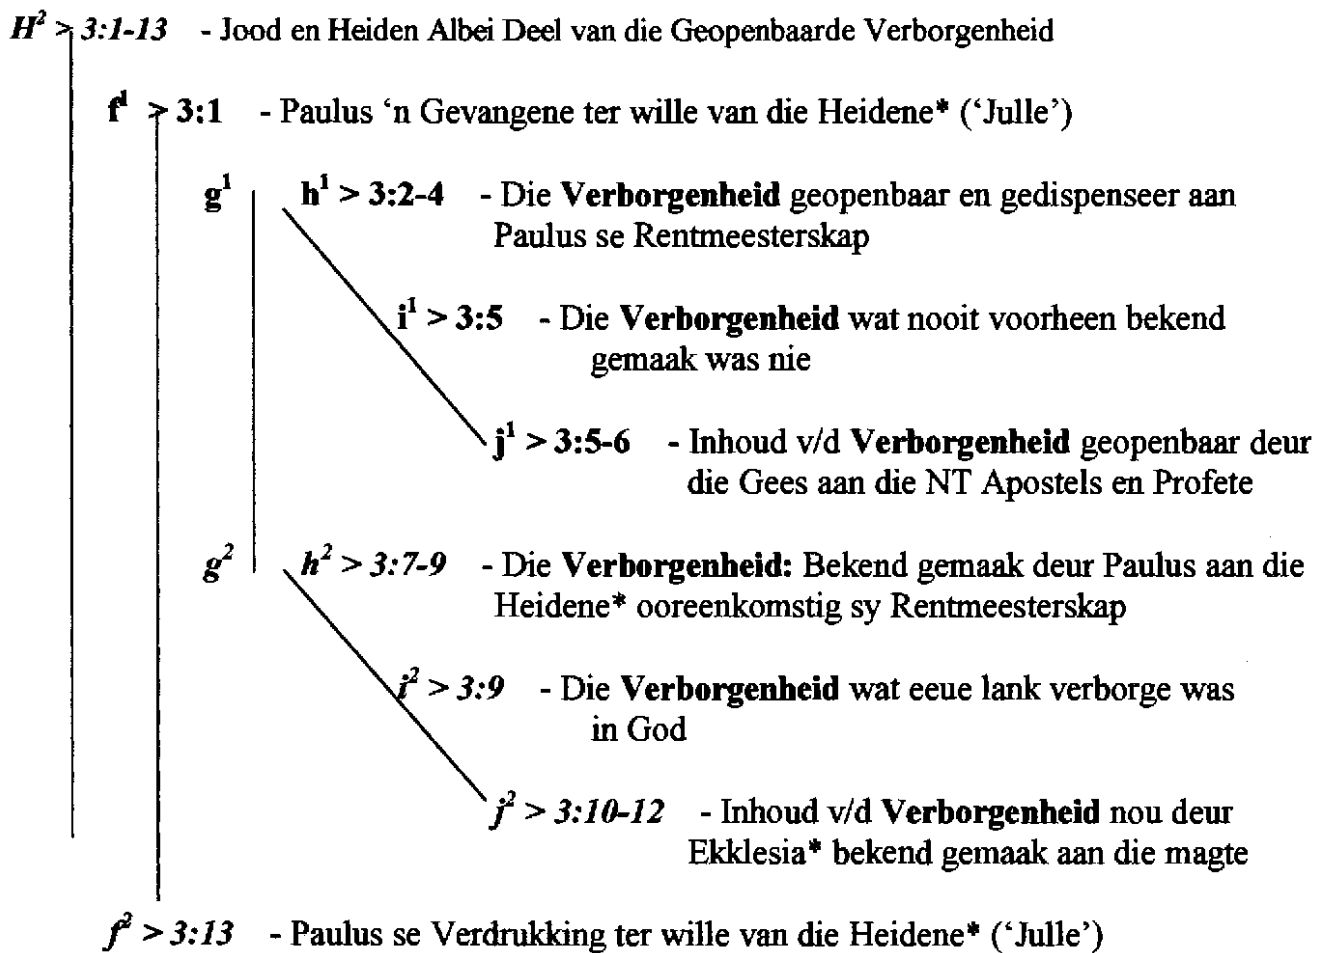 H² > 3:1-13 - Jood en Heiden Albei Deel van die Geopenbaarde Verborgenheid
f¹ > 3:1 - Paulus ‘n Gevangene ter wille van die Heidene* (‘Julle’)
g¹ h¹ > 3:2-4 - Die Verborgenheid geopenbaar en gedispenseer aan
Paulus se Rentmeesterskap
i¹ > 3:5 - Die Verborgenheid wat nooit voorheen bekend
gemaak was nie
j¹ > 3:5-6 - Inhoud v/d Verborgenheid geopenbaar deur
die Gees aan die NT Apostels en Profete
g² h² > 3:7-9 - Die Verborgenheid: Bekend gemaak deur Paulus aan die
Heidene* ooreenkomstig sy Rentmeesterskap
i² > 3:9 - Die Verborgenheid wat eeue lank verborge was
in God
j² > 3:10-12 - Inhoud v/d Verborgenheid nou deur
Ekklesia* bekend gemaak aan die magte
f² > 3:13 - Paulus se Verdrukking ter wille van die Heidene* (‘Julle’)